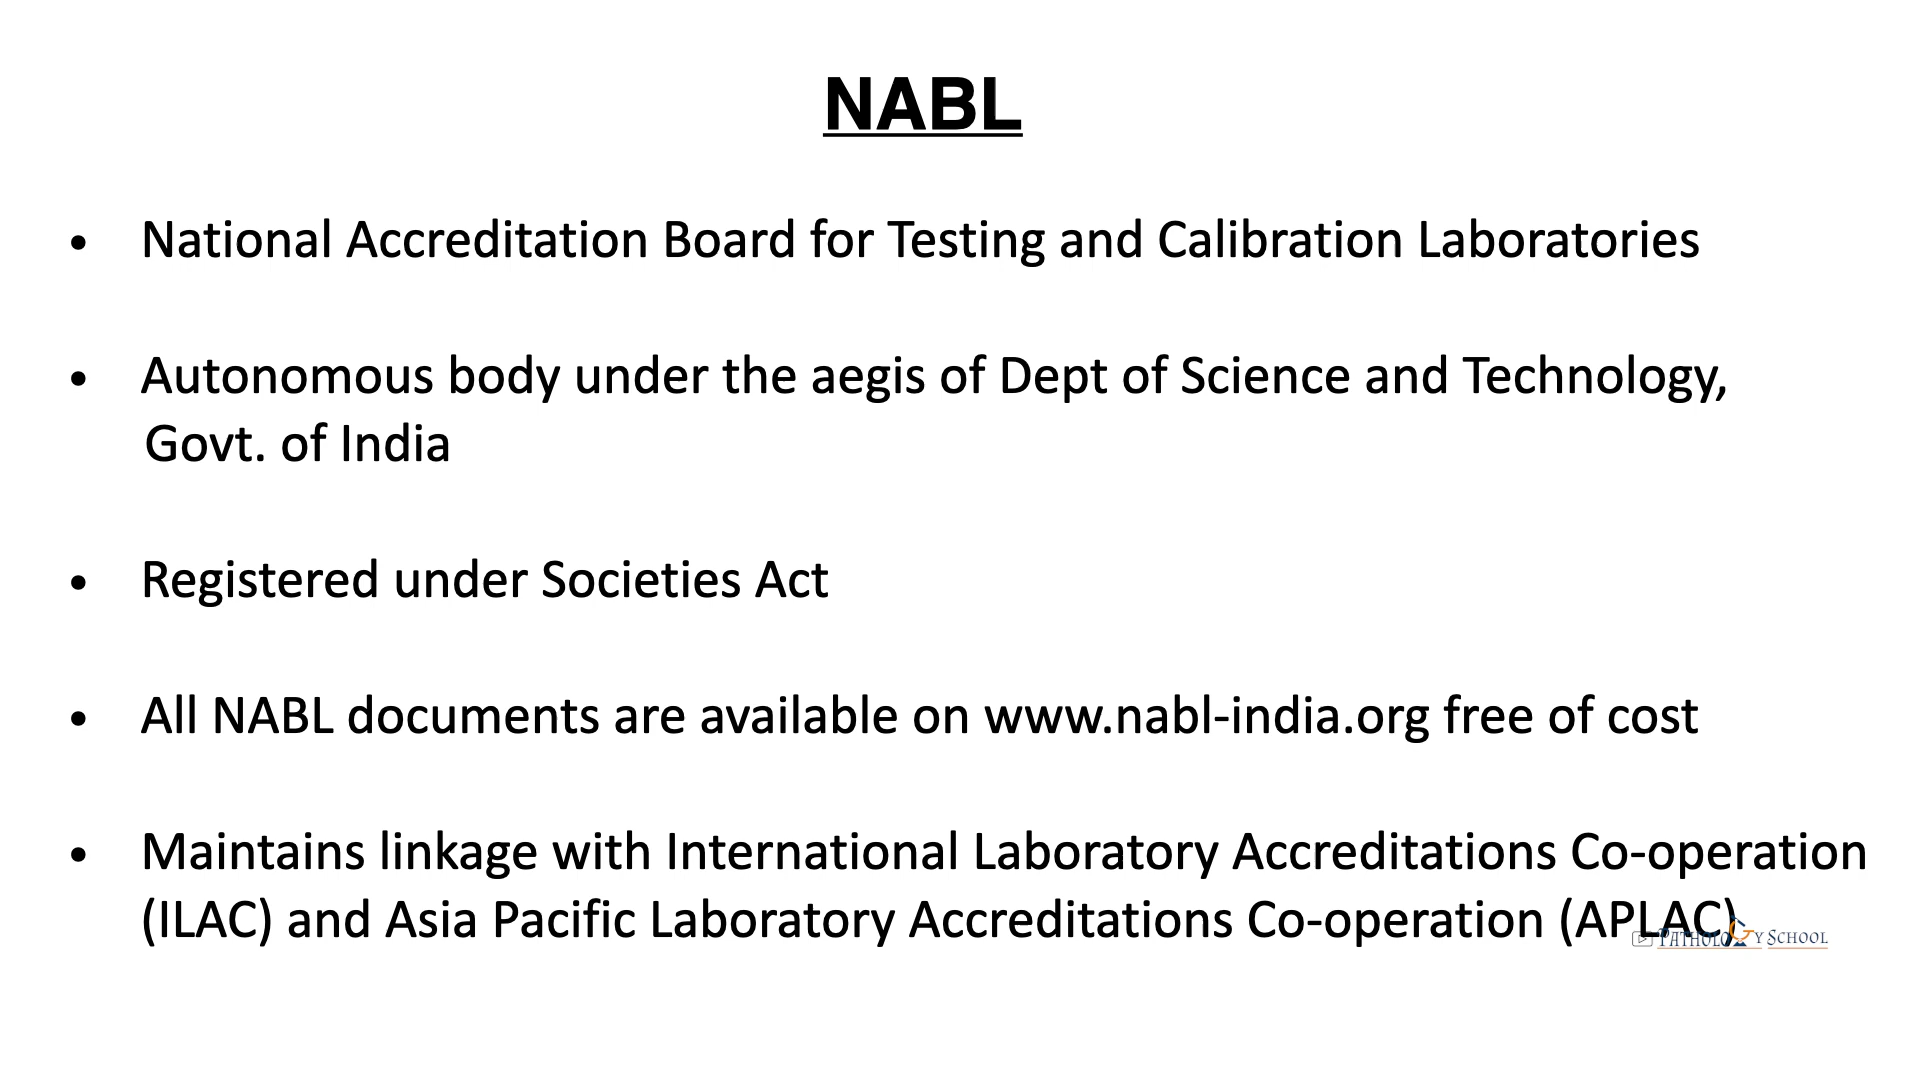 NABL
• National Accreditation Board for Testing and Calibration Laboratories
• Autonomous body under the aegis of Dept of Science and Technology,
Govt. of India
• Registered under Societies Act
• All NABL documents are available on www.nabl-india.org free of cost
• Maintains linkage with International Laboratory Accreditations Co-operation
(ILAC) and Asia Pacific Laboratory Accreditations Co-operation (APLAC)
PATHOLOGY SCHOOL